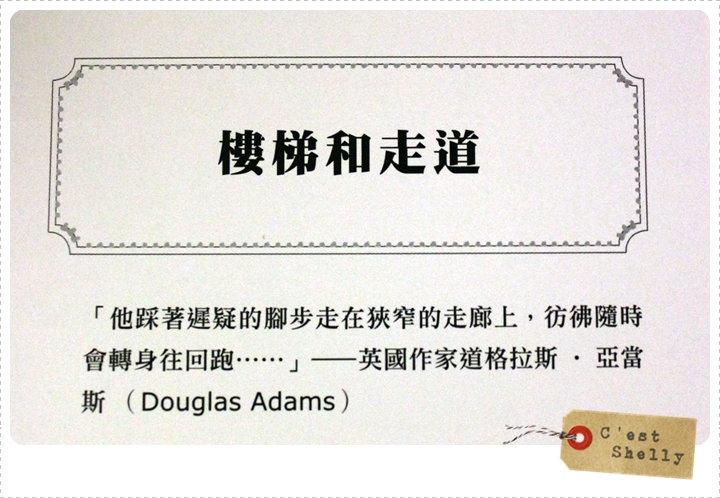 樓梯和走道
「他踩著遲疑的腳步走在狹窄的走廊上，彷彿隨時
會轉身往回跑⋯⋯」——英國作家道格拉斯 · 亞當
斯 （Douglas Adams）
C'est
Shelly